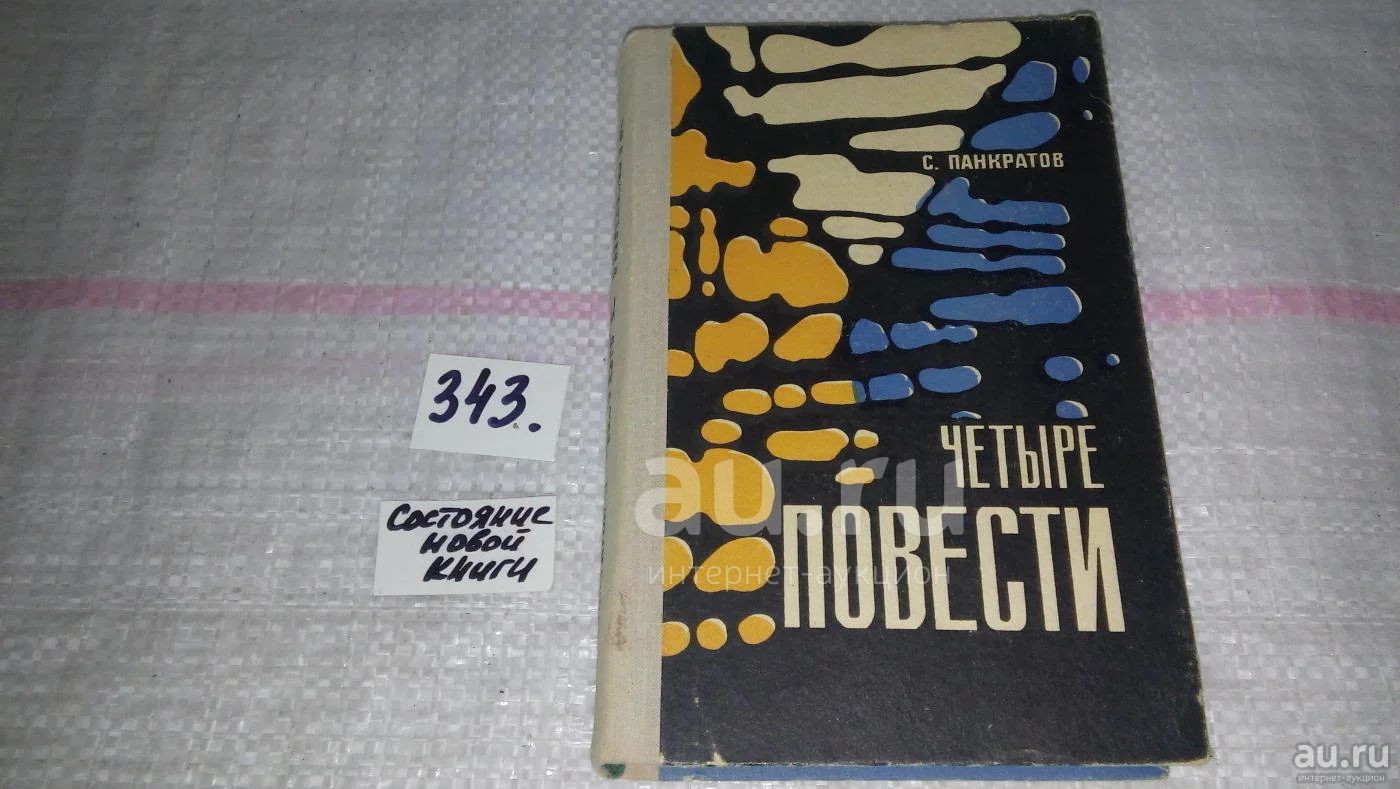 С. ПАНКРАТОВ
ЧЕТЫРЕ
ПОВЕСТИ
343.
Состояние
новой
книги
au.ru
интернет-аукцион
au.ru
интернет-аукцион